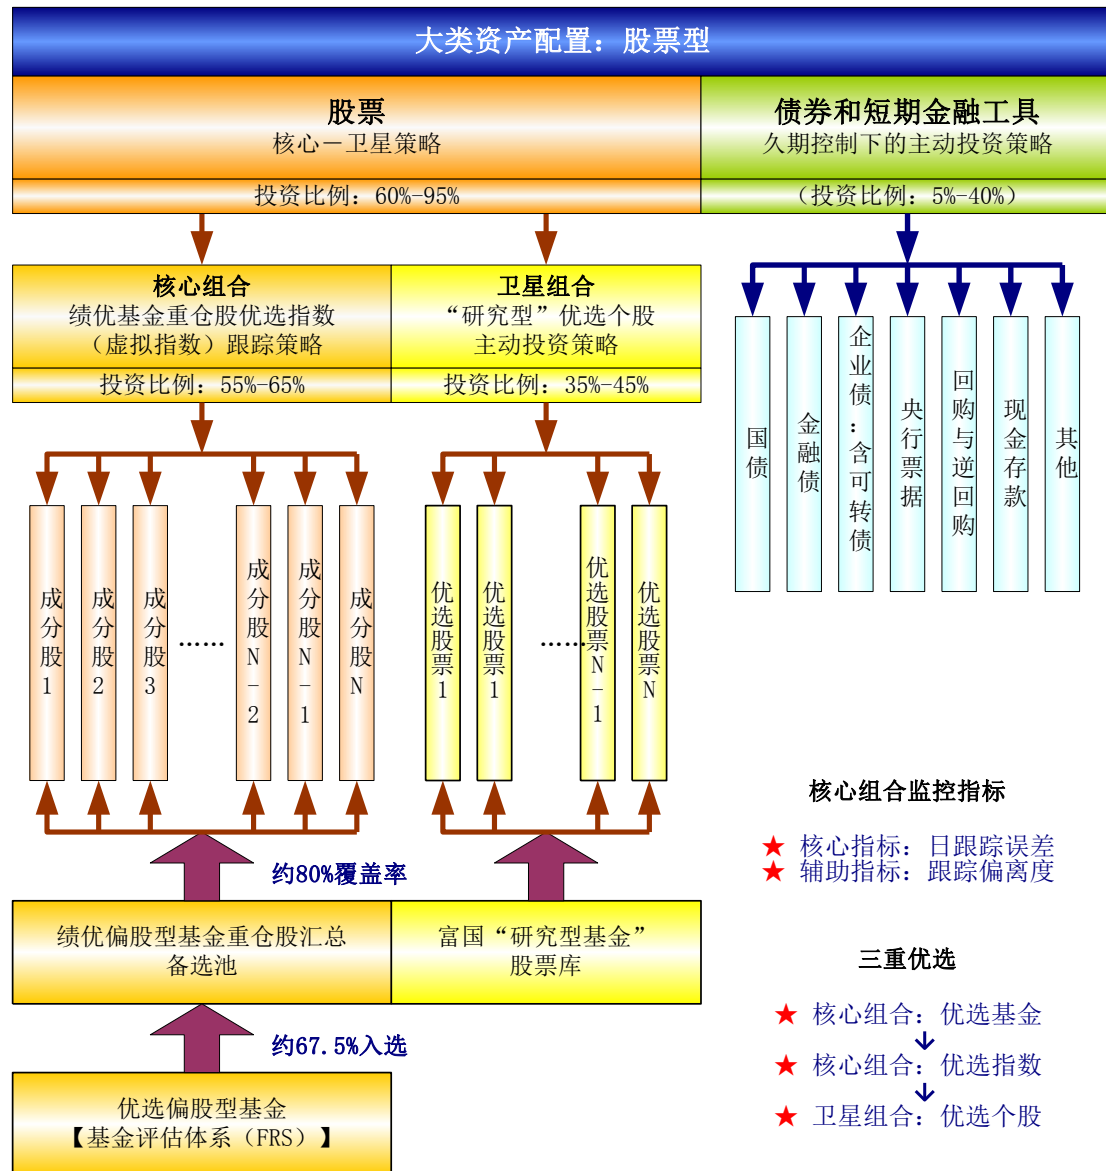 大类资产配置：股票型
股票
核心－卫星策略
投资比例：60%-95%
债券和短期金融工具
久期控制下的主动投资策略
（投资比例：5%-40%）
核心组合
绩优基金重仓股优选指数
（虚拟指数）跟踪策略
投资比例：55%-65%
卫星组合
“研究型”优选个股
主动投资策略
投资比例：35%-45%
国债
金融债
企业债：含可转债
央行票据
回购与逆回购
现金存款
其他
成分股1
成分股2
成分股3
……
成分股N-2
成分股N-1
成分股N
优选股票1
优选股票1
……
优选股票N-1
优选股票N
约80%覆盖率
绩优偏股型基金重仓股汇总
备选池
富国“研究型基金”
股票库
约67.5%入选
优选偏股型基金
【基金评估体系（FRS）】
核心组合监控指标
★ 核心指标：日跟踪误差
★ 辅助指标：跟踪偏离度
三重优选
★ 核心组合：优选基金
★ 核心组合：优选指数
★ 卫星组合：优选个股